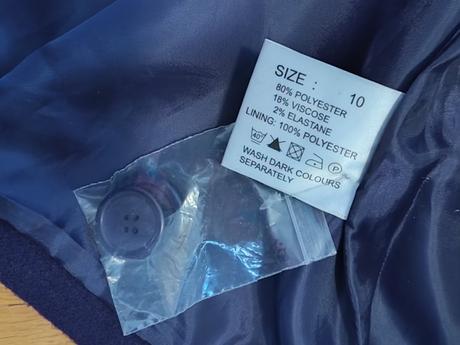 SIZE : 10
80% POLYESTER
18% VISCOSE
2% ELASTANE
LINING: 100% POLYESTER
40° P
WASH DARK COLOURS
SEPARATELY